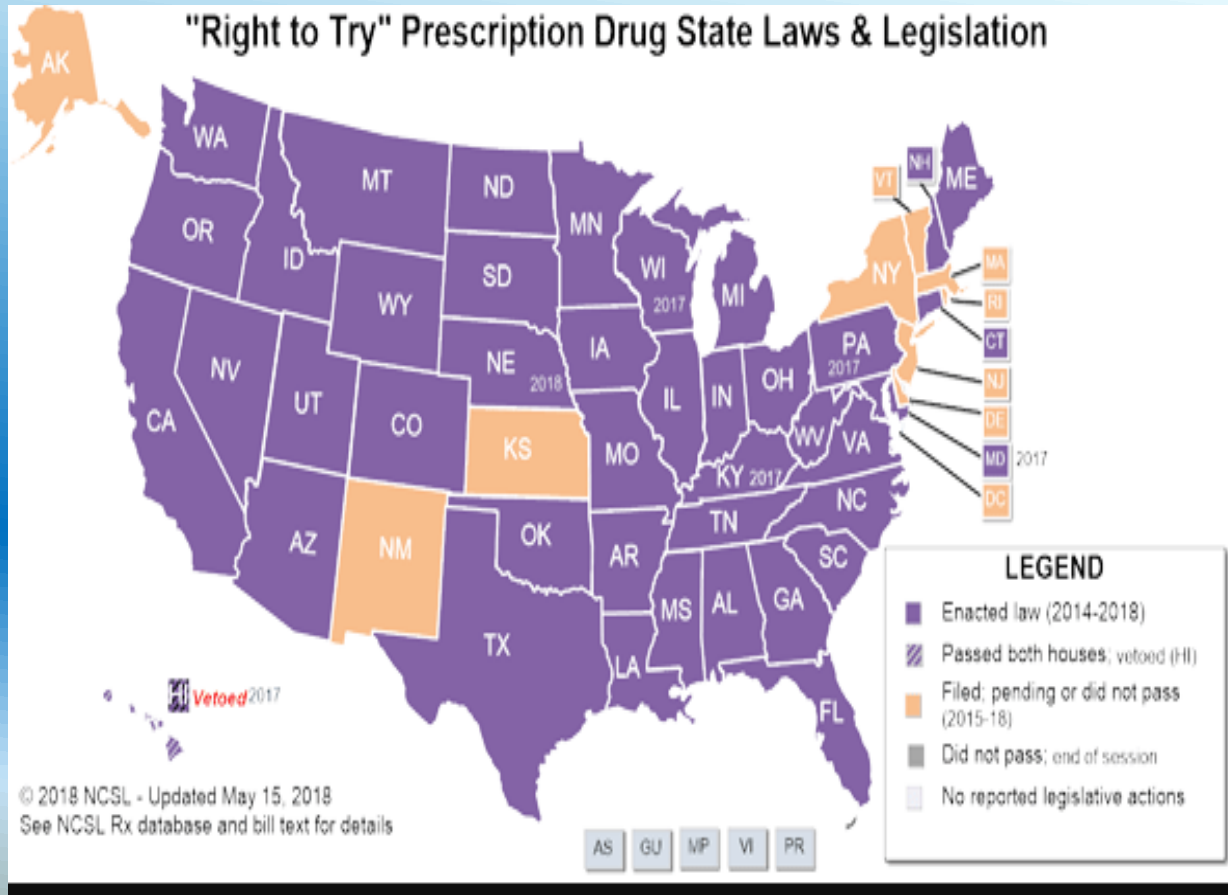 "Right to Try" Prescription Drug State Laws & Legislation
AK
WA
MT
ND
MN
NH
VT
ME
OR
ID
SD
WI
2017
MI
NY
MA
RI
WY
NE
2018
IA
PA
2017
CT
NJ
DE
MD 2017
DC
NV
UT
CO
KS
MO
IL
IN
OH
WV
VA
KY 2017
CA
AZ
NM
OK
AR
TN
NC
SC
MS
AL
GA
TX
LA
FL
HI Vetoed 2017
LEGEND
Enacted law (2014-2018)
Passed both houses; vetoed (HI)
Filed; pending or did not pass
(2015-18)
Did not pass; end of session
No reported legislative actions
© 2018 NCSL - Updated May 15, 2018
See NCSL Rx database and bill text for details
AS GU MP VI PR